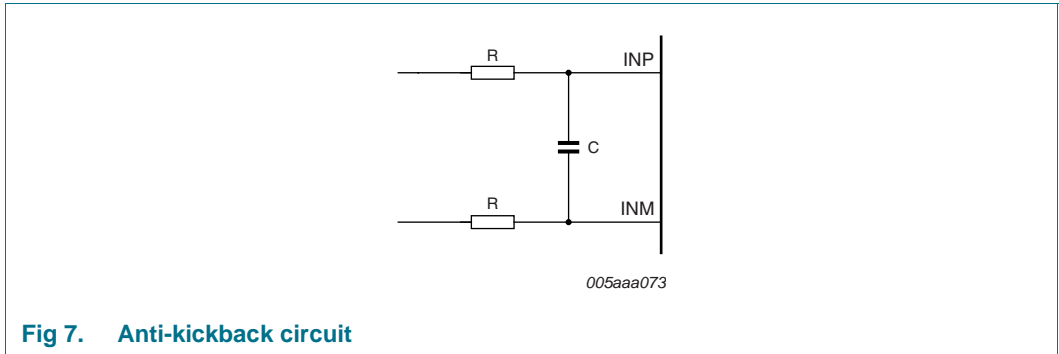 R
INP
C
R
INM
005aaa073
Fig 7. Anti-kickback circuit